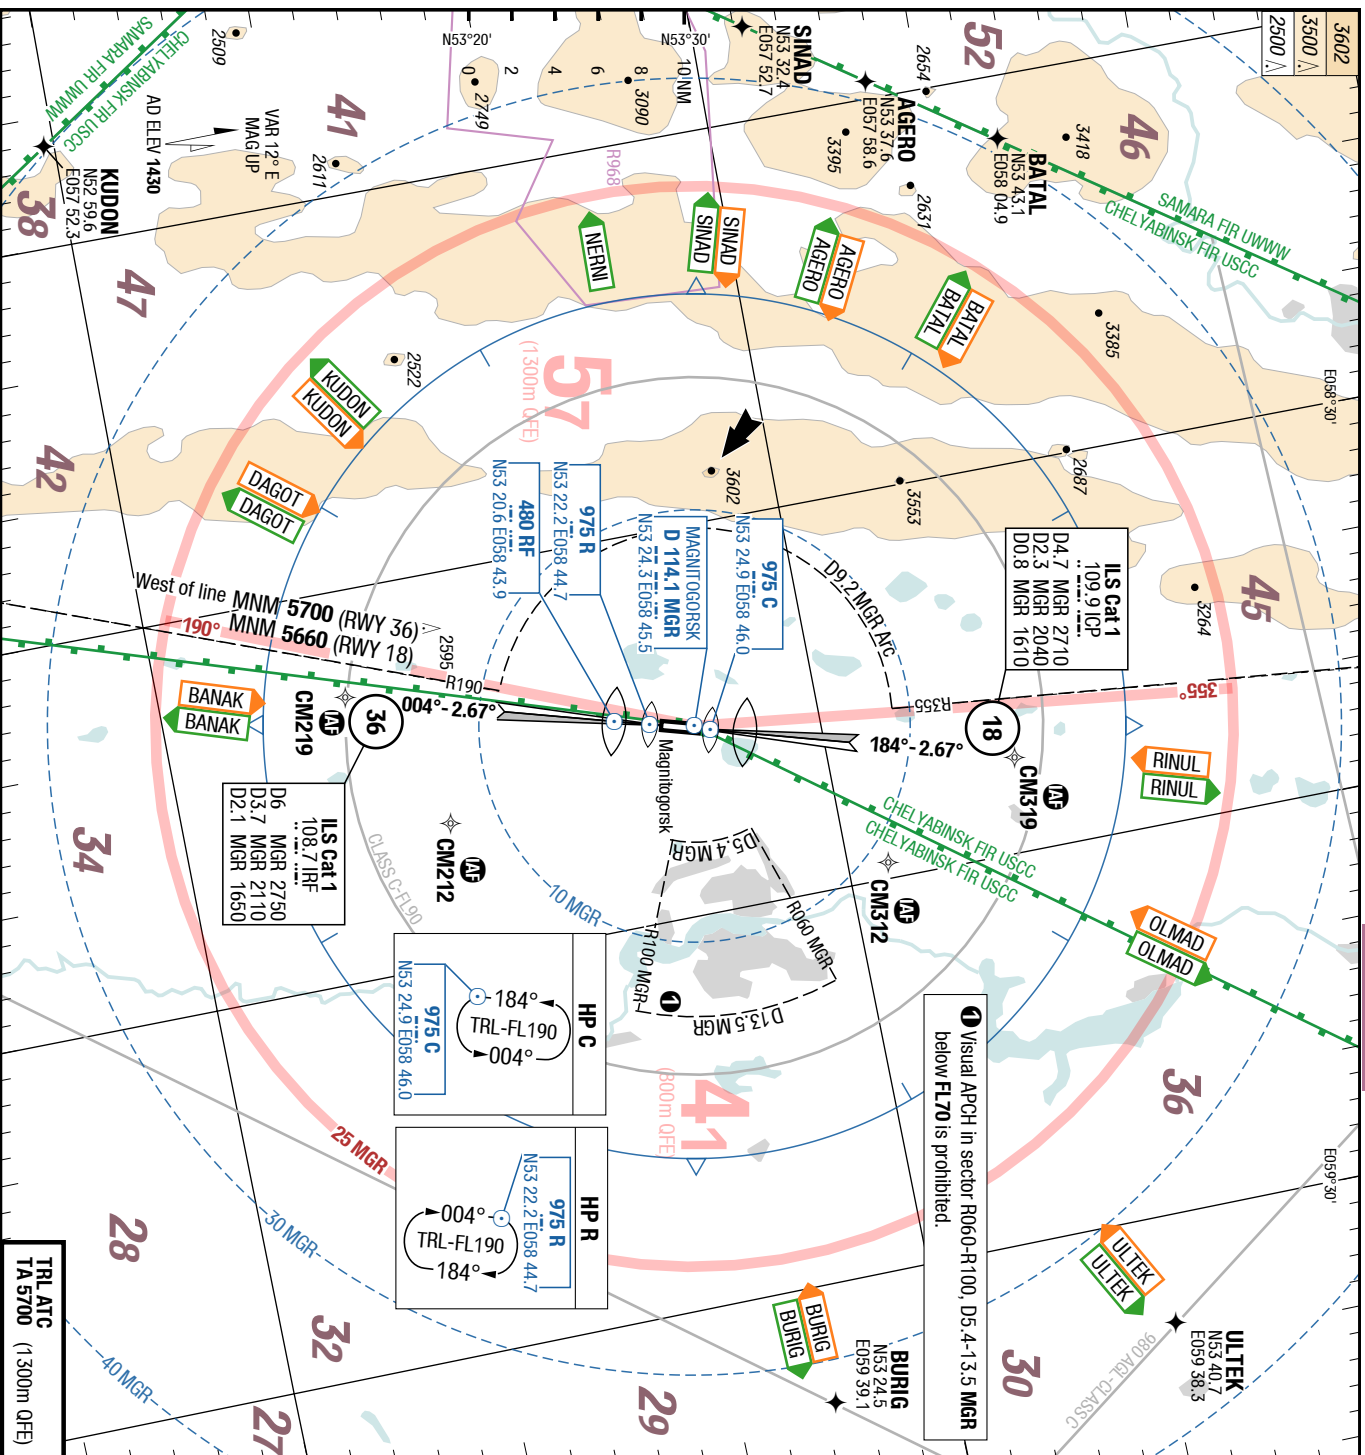 3602
3500
2500
52
46
41
38
47
42
34
28
32
27
29
30
36
45
SINAD
N53 32.4
E057 52.7
AGERO
N53 37.6
E057 58.6
BATAL
N53 43.1
E058 04.9
KUDON
N52 59.6
E057 52.3
ULTEK
N53 40.7
E059 38.3
BURIG
N53 24.5
E059 39.1
SAMARA FIR UWWW
CHELYABINSK FIR USCC
SAMARA FIR UWWW
CHELYABINSK FIR USCC
CHELYABINSK FIR USCC
CHELYABINSK FIR USCC
N53°20'
N53°30'
E058°30'
E059°30'
0 2 4 6 8 10 NM
2509
2749
3090
2654
3395
3418
2631
2611
2522
3385
2687
3602
3553
3264
2595
VAR 12° E
MAG UP
AD ELEV 1430
R968
NERNI
SINAD
SINAD
AGERO
AGERO
BATAL
BATAL
KUDON
KUDON
DAGOT
DAGOT
BANAK
BANAK
RINUL
RINUL
OLMAD
OLMAD
ULTEK
ULTEK
BURIG
BURIG
57
(1300m QFE)
41
(800m QFE)
975 C
N53 24.9 E058 46.0
MAGNITOGORSK
D 114.1 MGR
N53 24.3 E058 45.5
975 R
N53 22.2 E058 44.7
480 RF
N53 20.6 E058 43.9
ILS Cat 1
109.9 ICP
D4.7 MGR 2710
D2.3 MGR 2040
D0.8 MGR 1610
ILS Cat 1
108.7 IRF
D6 MGR 2750
D3.7 MGR 2110
D2.1 MGR 1650
West of line MNM 5700 (RWY 36)
MNM 5660 (RWY 18)
190°
R190
004°-2.67°
184°-2.67°
355°
R355
D9.2 MGR Arc
18
36
IAF
CM219
IAF
CM212
IAF
CM319
IAF
CM312
Magnitogorsk
D5.4 MGR
R060 MGR
R100 MGR
D13.5 MGR
1
10 MGR
25 MGR
30 MGR
40 MGR
CLASS C-FL90
980 AGL-CLASS C
HP C
184°
TRL-FL190
004°
975 C
N53 24.9 E058 46.0
HP R
975 R
N53 22.2 E058 44.7
004°
TRL-FL190
184°
1 Visual APCH in sector R060-R100, D5.4-13.5 MGR
below FL70 is prohibited.
TRL ATC
TA 5700 (1300m QFE)